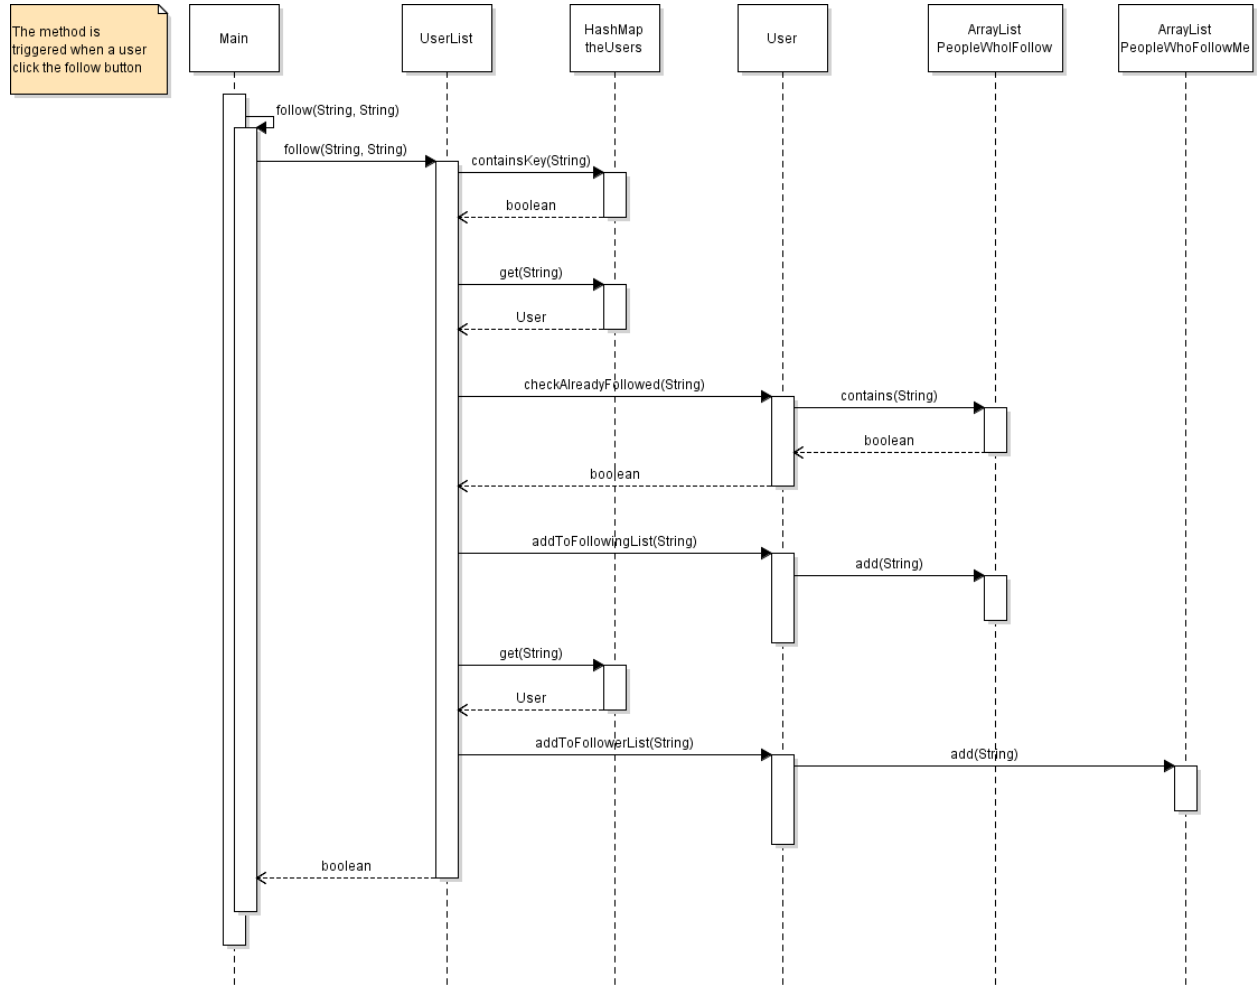 The method is
triggered when a user
click the follow button
Main
UserList
HashMap
theUsers
User
ArrayList
PeopleWhoIFollow
ArrayList
PeopleWhoFollowMe
follow(String, String)
follow(String, String)
containsKey(String)
boolean
get(String)
User
checkAlreadyFollowed(String)
contains(String)
boolean
boolean
addToFollowingList(String)
add(String)
get(String)
User
addToFollowerList(String)
add(String)
boolean